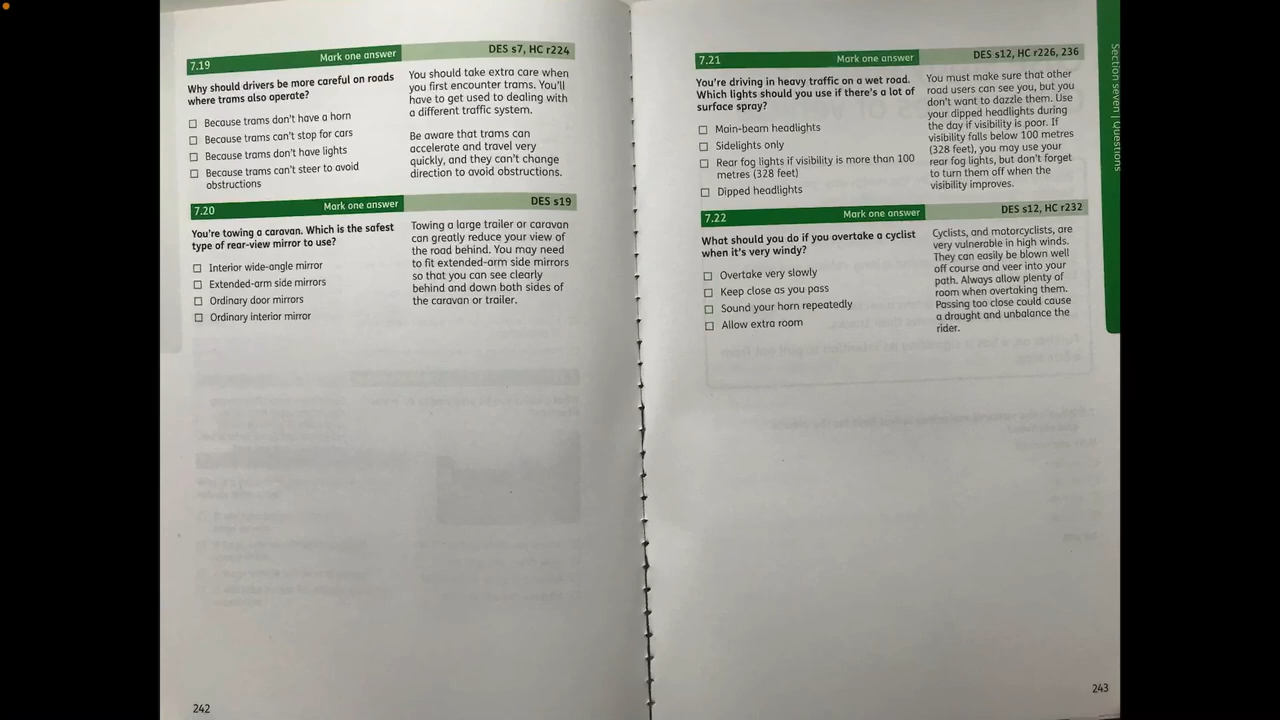 7.19 Mark one answer DES s7, HC r224
Why should drivers be more careful on roads
where trams also operate?
Because trams don't have a horn
Because trams can't stop for cars
Because trams don't have lights
Because trams can't steer to avoid
obstructions
You should take extra care when
you first encounter trams. You'll
have to get used to dealing with
a different traffic system.
Be aware that trams can
accelerate and travel very
quickly, and they can't change
direction to avoid obstructions.
7.20 Mark one answer DES s19
You're towing a caravan. Which is the safest
type of rear-view mirror to use?
Interior wide-angle mirror
Extended-arm side mirrors
Ordinary door mirrors
Ordinary interior mirror
Towing a large trailer or caravan
can greatly reduce your view of
the road behind. You may need
to fit extended-arm side mirrors
so that you can see clearly
behind and down both sides of
the caravan or trailer.
242
7.21 Mark one answer DES s12, HC r226, 236
You're driving in heavy traffic on a wet road.
Which lights should you use if there's a lot of
surface spray?
Main-beam headlights
Sidelights only
Rear fog lights if visibility is more than 100
metres (328 feet)
Dipped headlights
You must make sure that other
road users can see you, but you
don't want to dazzle them. Use
your dipped headlights during
the day if visibility is poor. If
visibility falls below 100 metres
(328 feet), you may use your
rear fog lights, but don't forget
to turn them off when the
visibility improves.
7.22 Mark one answer DES s12, HC r232
What should you do if you overtake a cyclist
when it's very windy?
Overtake very slowly
Keep close as you pass
Sound your horn repeatedly
Allow extra room
Cyclists, and motorcyclists, are
very vulnerable in high winds.
They can easily be blown well
off course and veer into your
path. Always allow plenty of
room when overtaking them.
Passing too close could cause
a draught and unbalance the
rider.
Section seven | Questions
243